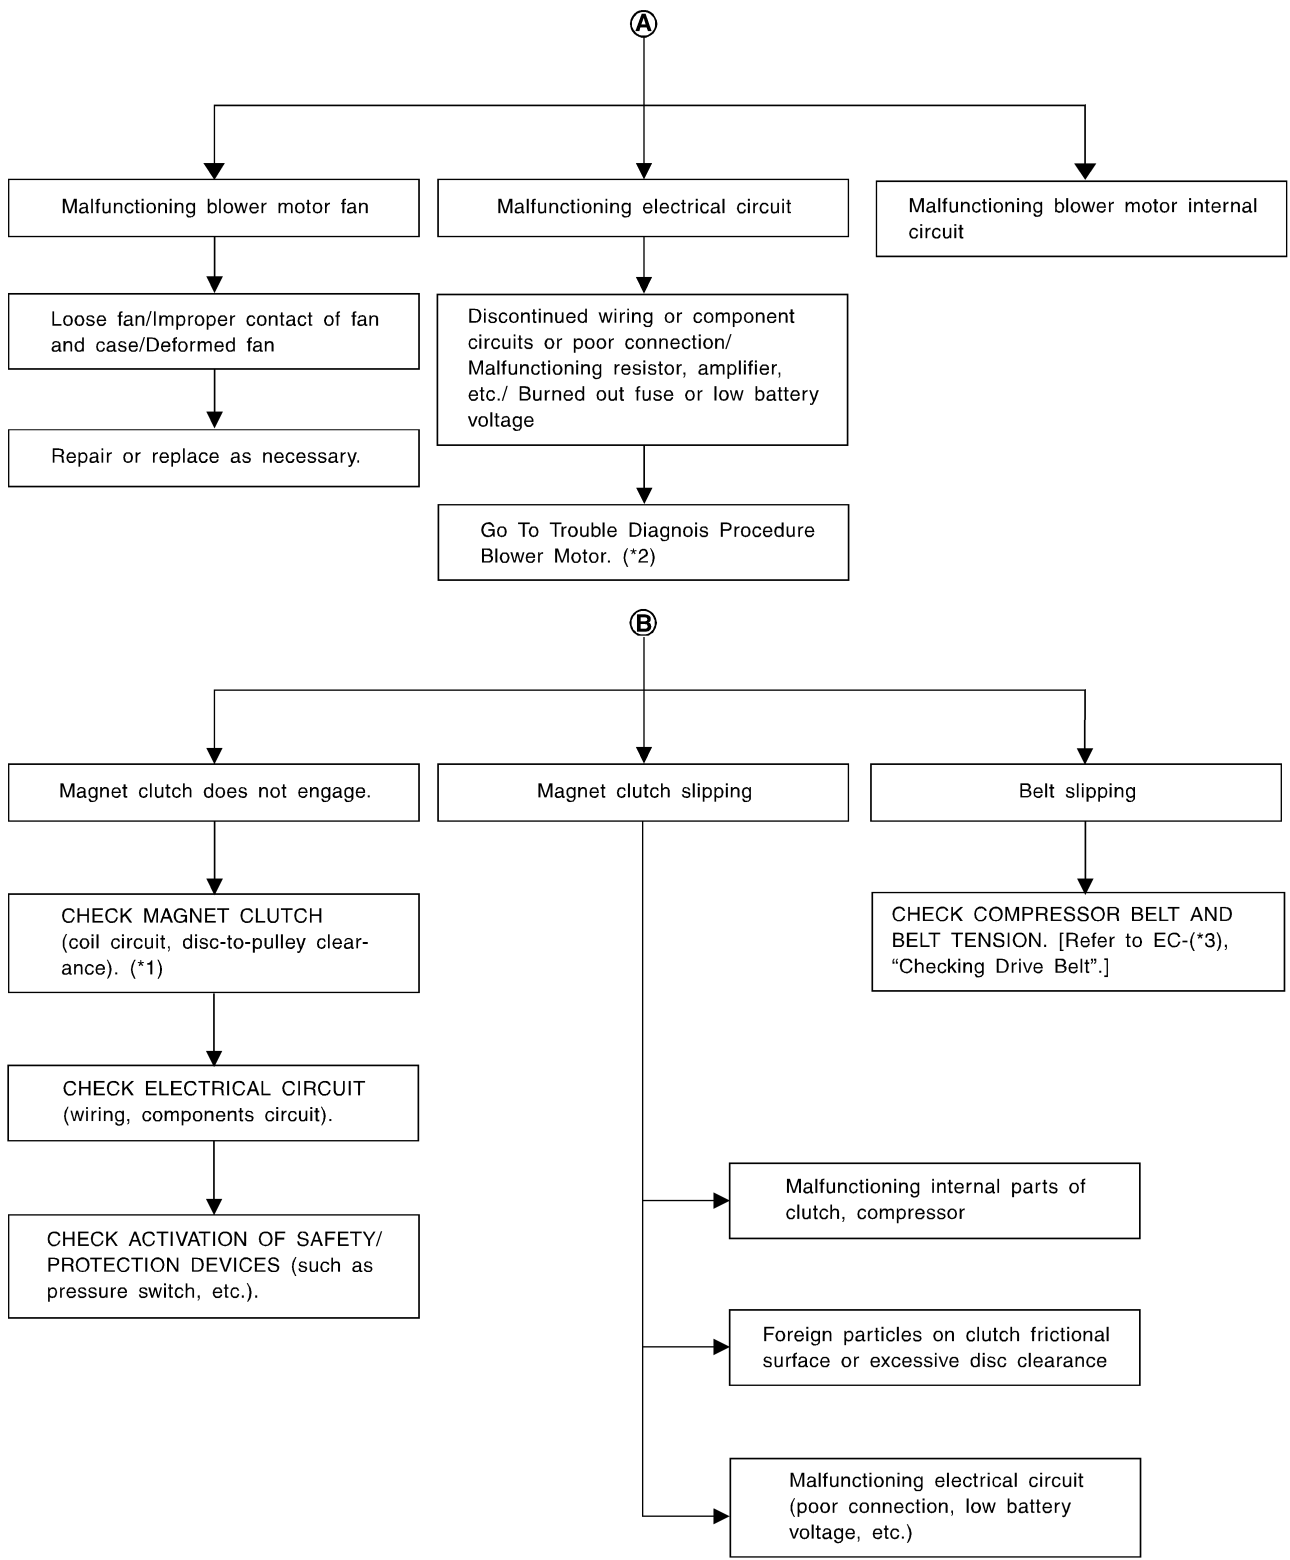 A
Malfunctioning blower motor fan
Malfunctioning electrical circuit
Malfunctioning blower motor internal
circuit
Loose fan/Improper contact of fan
and case/Deformed fan
Discontinued wiring or component
circuits or poor connection/
Malfunctioning resistor, amplifier,
etc./ Burned out fuse or low battery
voltage
Repair or replace as necessary.
Go To Trouble Diagnois Procedure
Blower Motor. (*2)
B
Magnet clutch does not engage.
Magnet clutch slipping
Belt slipping
CHECK MAGNET CLUTCH
(coil circuit, disc-to-pulley clear-
ance). (*1)
CHECK COMPRESSOR BELT AND
BELT TENSION. [Refer to EC-(*3),
“Checking Drive Belt”.]
CHECK ELECTRICAL CIRCUIT
(wiring, components circuit).
CHECK ACTIVATION OF SAFETY/
PROTECTION DEVICES (such as
pressure switch, etc.).
Malfunctioning internal parts of
clutch, compressor
Foreign particles on clutch frictional
surface or excessive disc clearance
Malfunctioning electrical circuit
(poor connection, low battery
voltage, etc.)